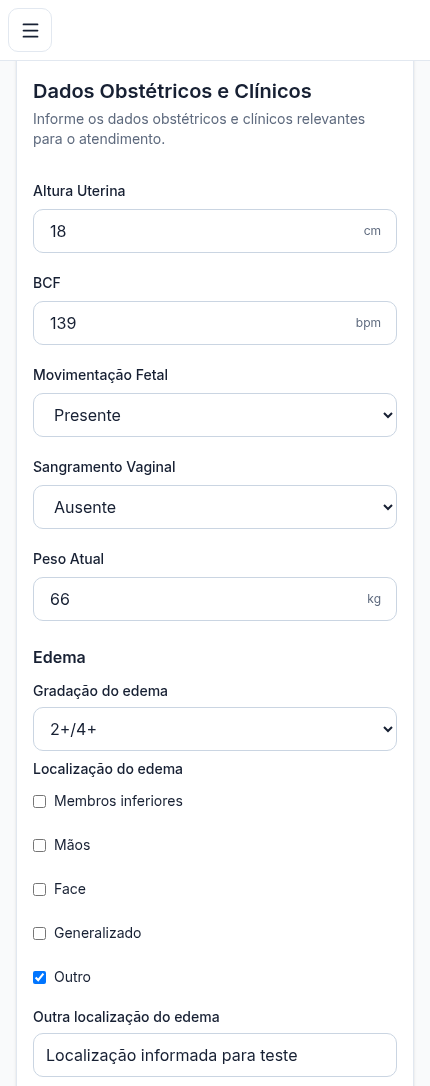 Dados Obstétricos e Clínicos
Informe os dados obstétricos e clínicos relevantes
para o atendimento.
Altura Uterina
18 cm
BCF
139 bpm
Movimentação Fetal
Presente
Sangramento Vaginal
Ausente
Peso Atual
66 kg
Edema
Gradação do edema
2+/4+
Localização do edema
Membros inferiores
Mãos
Face
Generalizado
Outro
Outra localização do edema
Localização informada para teste